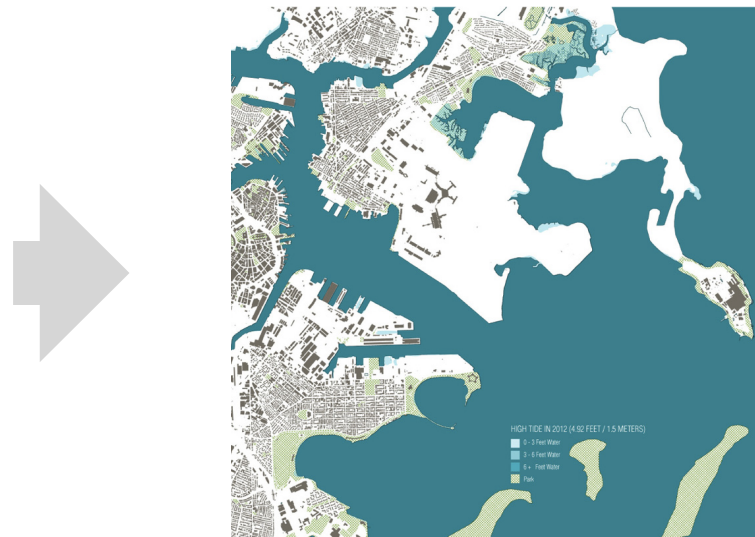 HIGH TIDE IN 2012 (4.92 FEET / 1.5 METERS)
0 - 3 Feet Water
3 - 6 Feet Water
6 + Feet Water
Park